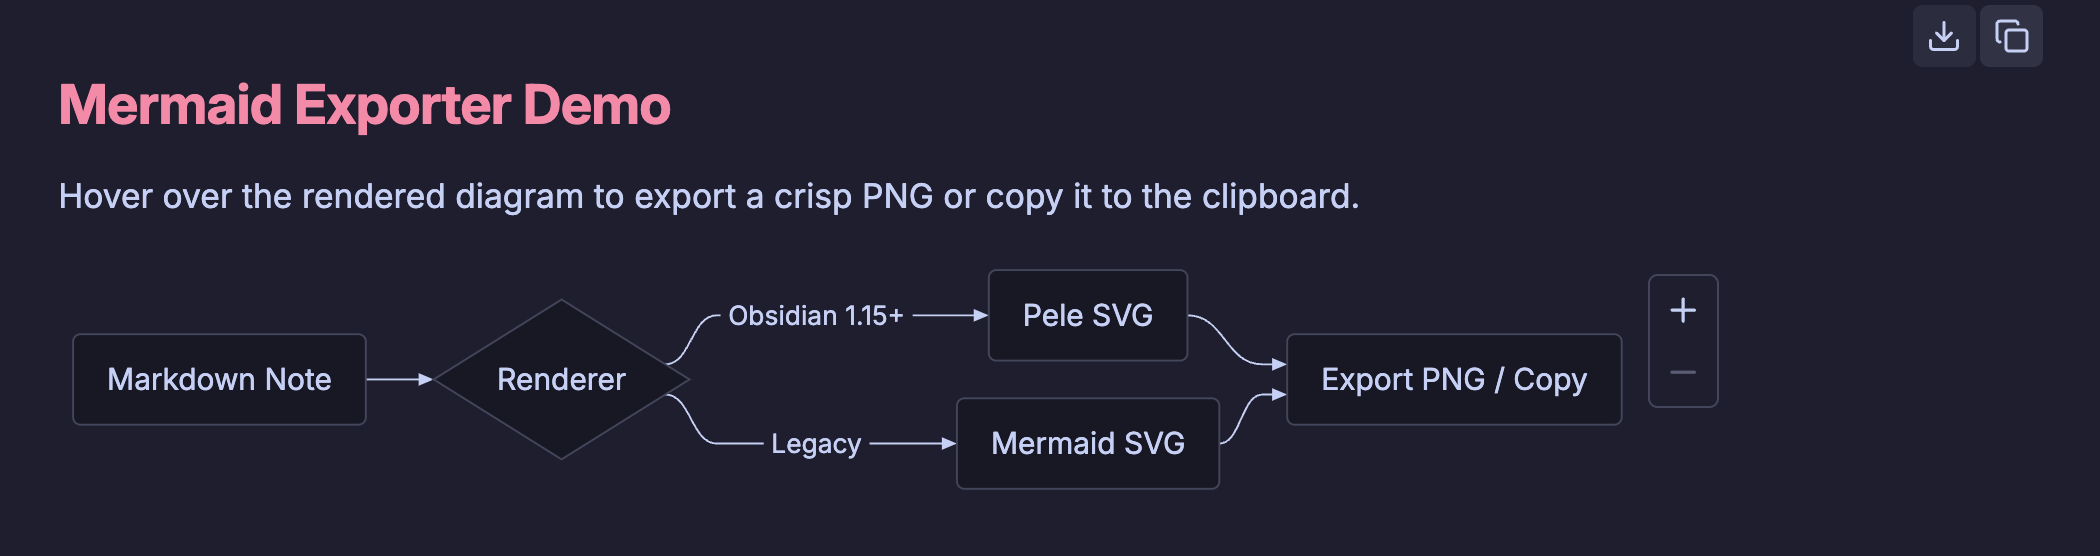 Mermaid Exporter Demo
Hover over the rendered diagram to export a crisp PNG or copy it to the clipboard.
Markdown Note
Renderer
Obsidian 1.15+
Pele SVG
Legacy
Mermaid SVG
Export PNG / Copy